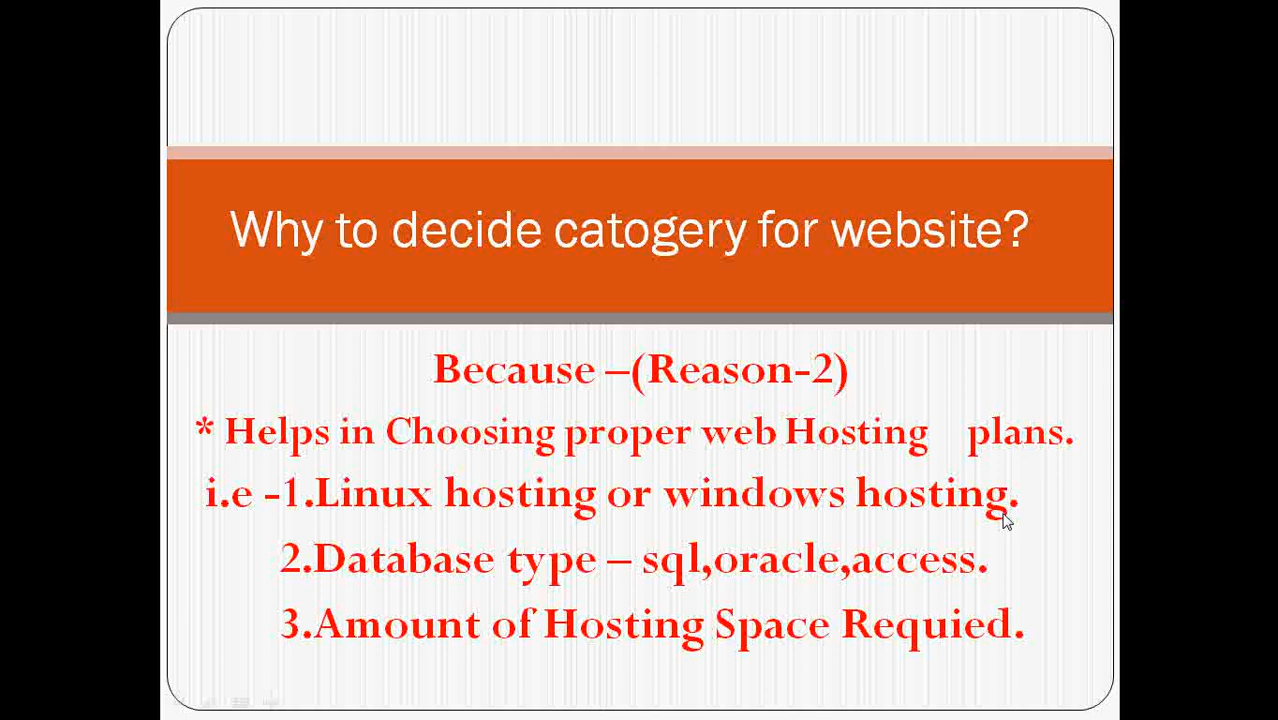 Why to decide catogery for website?
Because –(Reason-2)
* Helps in Choosing proper web Hosting plans.
i.e -1.Linux hosting or windows hosting.
2.Database type – sql,oracle,access.
3.Amount of Hosting Space Requied.